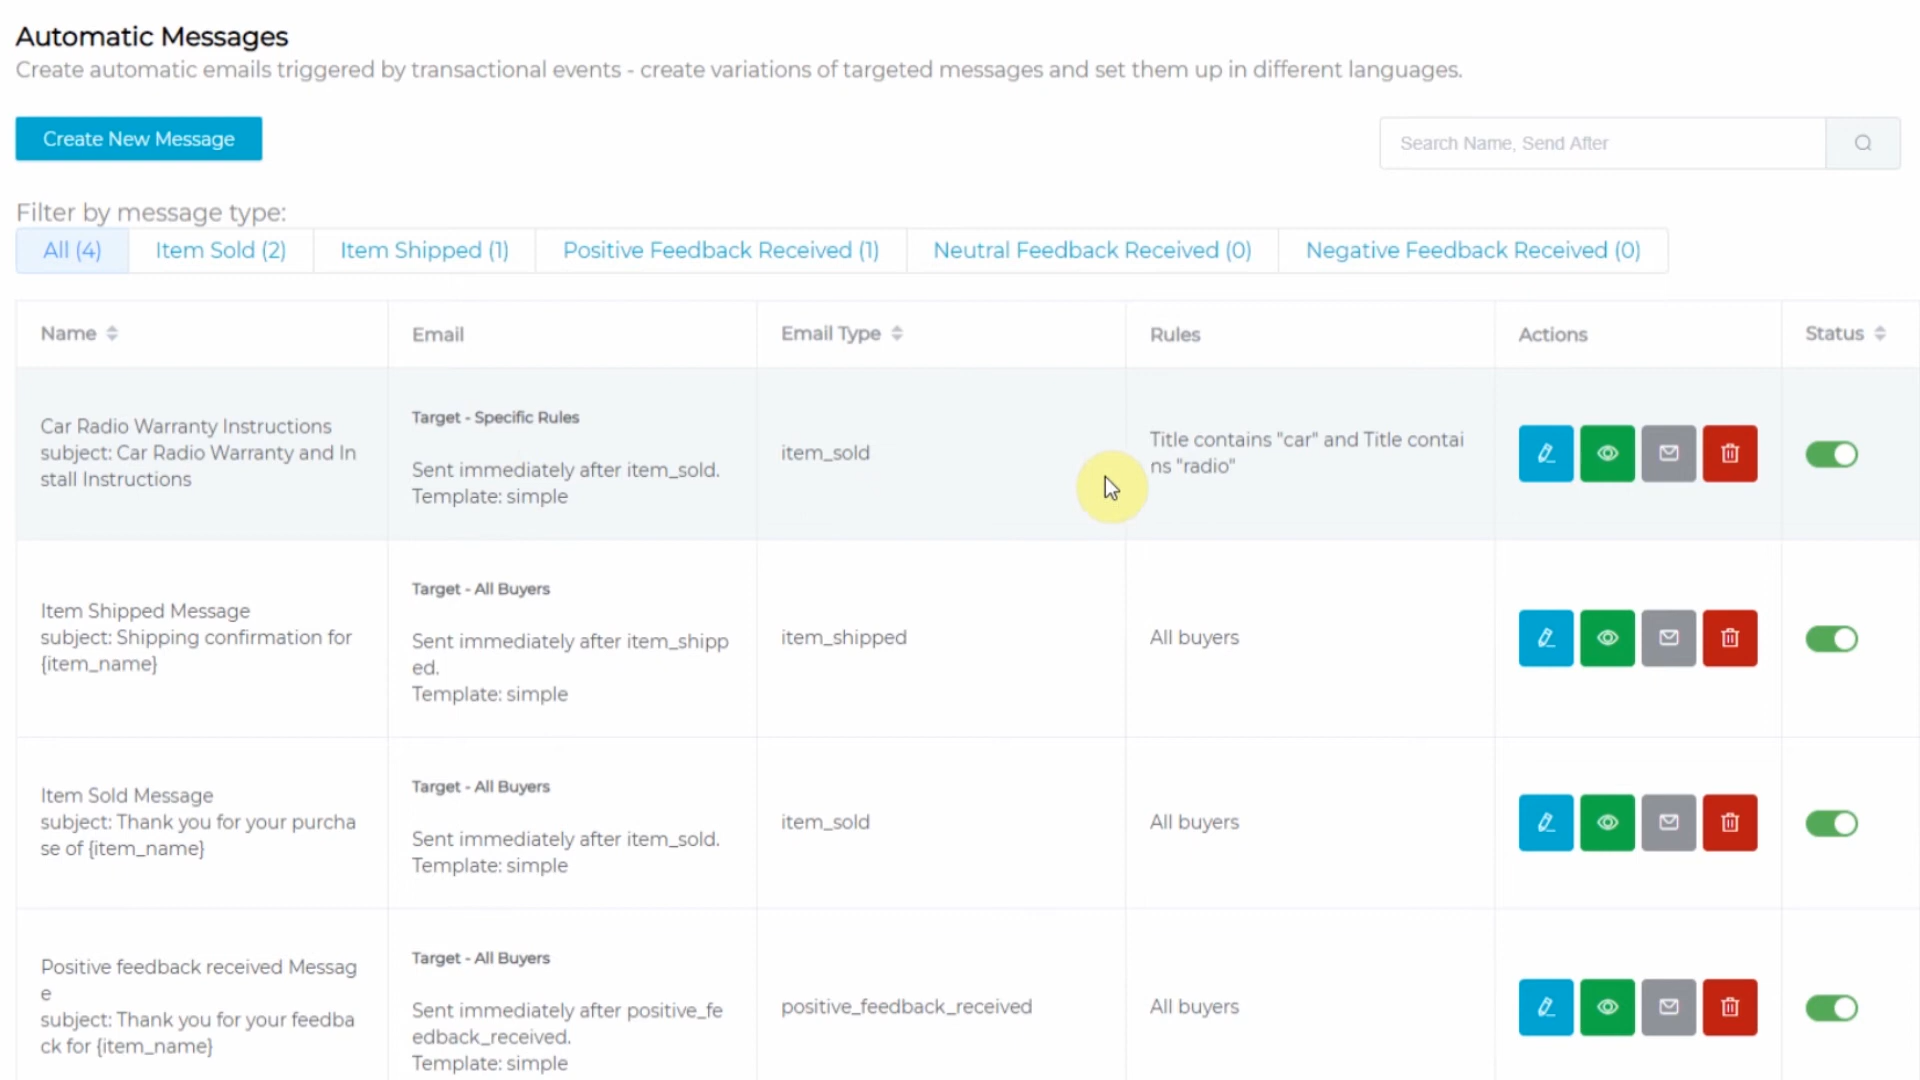 Automatic Messages
Create automatic emails triggered by transactional events - create variations of targeted messages and set them up in different languages.
Create New Message
Search Name, Send After
Filter by message type:
All (4)
Item Sold (2)
Item Shipped (1)
Positive Feedback Received (1)
Neutral Feedback Received (0)
Negative Feedback Received (0)
Name
Email
Email Type
Rules
Actions
Status
Car Radio Warranty Instructions
subject: Car Radio Warranty and In
stall Instructions
Target - Specific Rules
Sent immediately after item_sold.
Template: simple
item_sold
Title contains "car" and Title contai
ns "radio"
Item Shipped Message
subject: Shipping confirmation for
{item_name}
Target - All Buyers
Sent immediately after item_shipp
ed.
Template: simple
item_shipped
All buyers
Item Sold Message
subject: Thank you for your purcha
se of {item_name}
Target - All Buyers
Sent immediately after item_sold.
Template: simple
item_sold
All buyers
Positive feedback received Messag
e
subject: Thank you for your feedba
ck for {item_name}
Target - All Buyers
Sent immediately after positive_fe
edback_received.
Template: simple
positive_feedback_received
All buyers